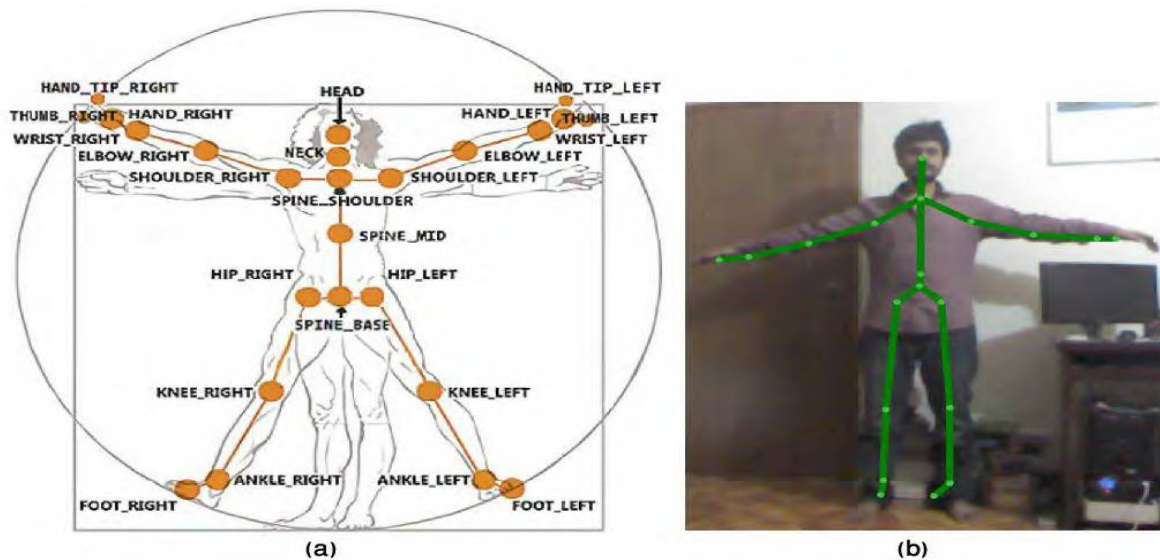 HAND_TIP_RIGHT
HEAD
HAND_TIP_LEFT
THUMB_RIGHT
HAND_RIGHT
HAND_LEFT
THUMB_LEFT
WRIST_RIGHT
NECK
WRIST_LEFT
ELBOW_RIGHT
ELBOW_LEFT
SHOULDER_RIGHT
SHOULDER_LEFT
SPINE_SHOULDER
SPINE_MID
HIP_RIGHT
HIP_LEFT
SPINE_BASE
KNEE_RIGHT
KNEE_LEFT
ANKLE_RIGHT
ANKLE_LEFT
FOOT_RIGHT
FOOT_LEFT
(a)
(b)